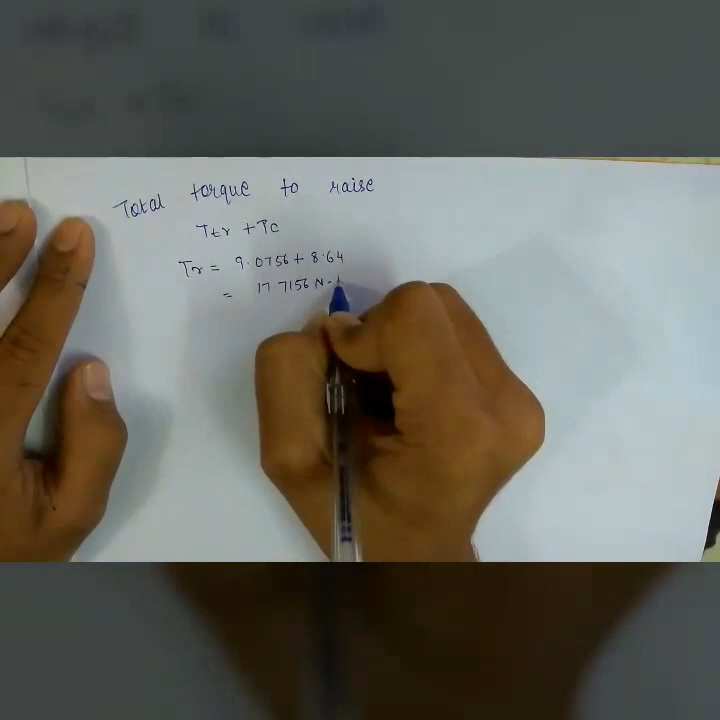 Total torque to raise
Ttr + Tc
Tr = 9.0756 + 8.64
= 17.7156 N-